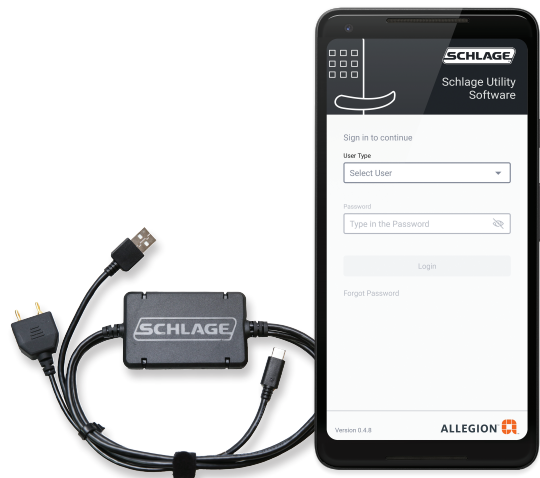 SCHLAGE
Schlage Utility
Software
Sign in to continue
User Type
Select User
Password
Type in the Password
Login
Forgot Password
Version 0.4.8
ALLEGION
SCHLAGE